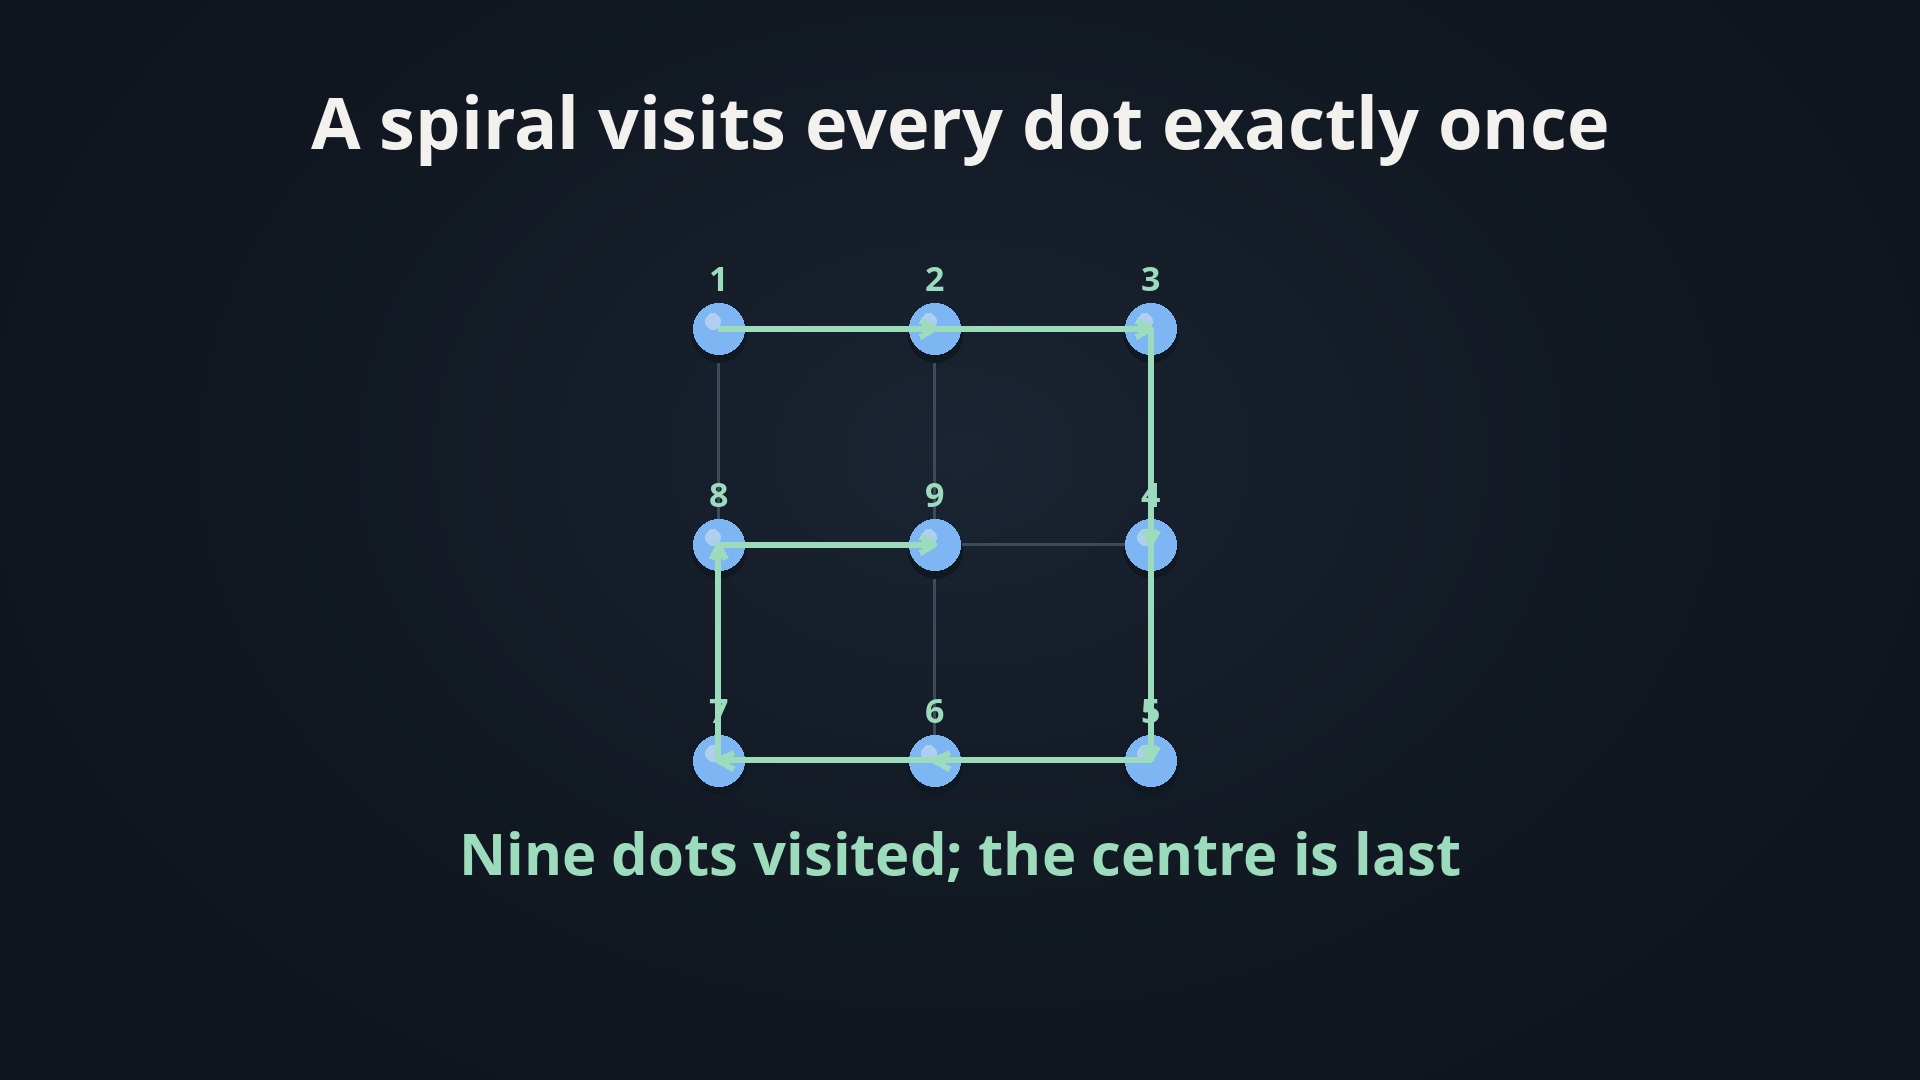 A spiral visits every dot exactly once
1 2 3
8 9 4
7 6 5
Nine dots visited; the centre is last